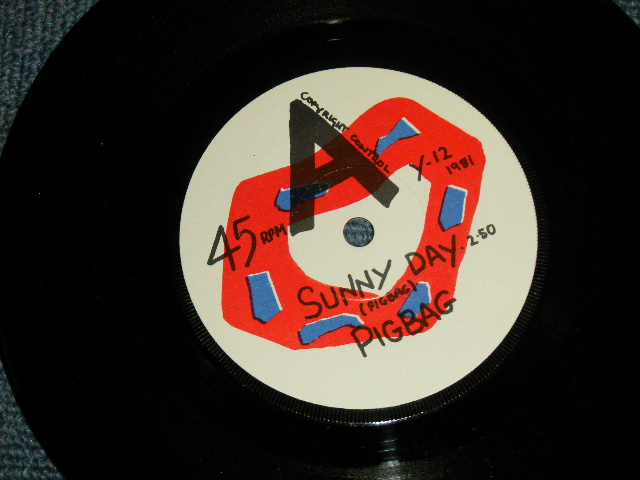 A
COPYRIGHT CONTROL
Y-12
1981
45 RPM
SUNNY DAY. 2·50
(PIGBAG)
PIGBAG